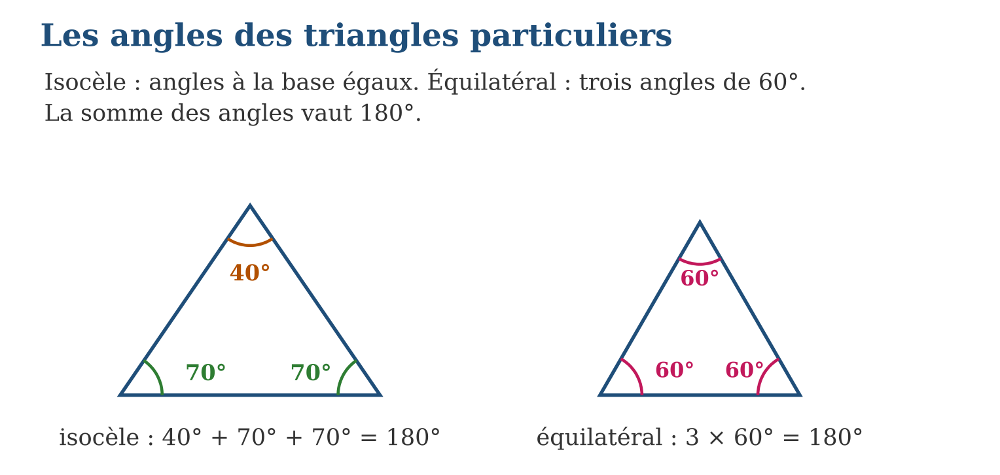 Les angles des triangles particuliers
Isocèle : angles à la base égaux. Équilatéral : trois angles de 60°.
La somme des angles vaut 180°.
40°
70° 70°
60°
60° 60°
isocèle : 40° + 70° + 70° = 180°
équilatéral : 3 × 60° = 180°